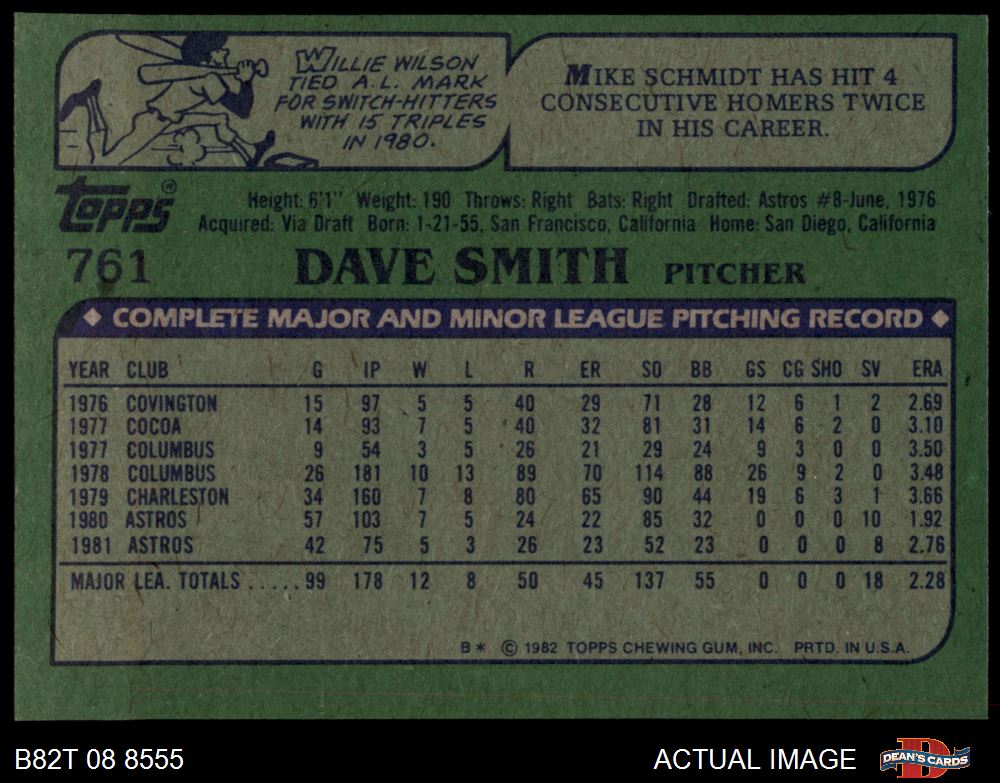 WILLIE WILSON
TIED A.L. MARK
FOR SWITCH-HITTERS
WITH 15 TRIPLES
IN 1980.
MIKE SCHMIDT HAS HIT 4
CONSECUTIVE HOMERS TWICE
IN HIS CAREER.
Topps®
Height: 6'1" Weight: 190 Throws: Right Bats: Right Drafted: Astros #8-June, 1976
Acquired: Via Draft Born: 1-21-55, San Francisco, California Home: San Diego, California
761 DAVE SMITH PITCHER
◆ COMPLETE MAJOR AND MINOR LEAGUE PITCHING RECORD ◆
YEAR CLUB G IP W L R ER SO BB GS CG SHO SV ERA
1976 COVINGTON 15 97 5 5 40 29 71 28 12 6 1 2 2.69
1977 COCOA 14 93 7 5 40 32 81 31 14 6 2 0 3.10
1977 COLUMBUS 9 54 3 5 26 21 29 24 9 3 0 0 3.50
1978 COLUMBUS 26 181 10 13 89 70 114 88 26 9 2 0 3.48
1979 CHARLESTON 34 160 7 8 80 65 90 44 19 6 3 1 3.66
1980 ASTROS 57 103 7 5 24 22 85 32 0 0 0 10 1.92
1981 ASTROS 42 75 5 3 26 23 52 23 0 0 0 8 2.76
MAJOR LEA. TOTALS ..... 99 178 12 8 50 45 137 55 0 0 0 18 2.28
B* © 1982 TOPPS CHEWING GUM, INC. PRTD. IN U.S.A.
B82T 08 8555 ACTUAL IMAGE DEAN'S CARDS